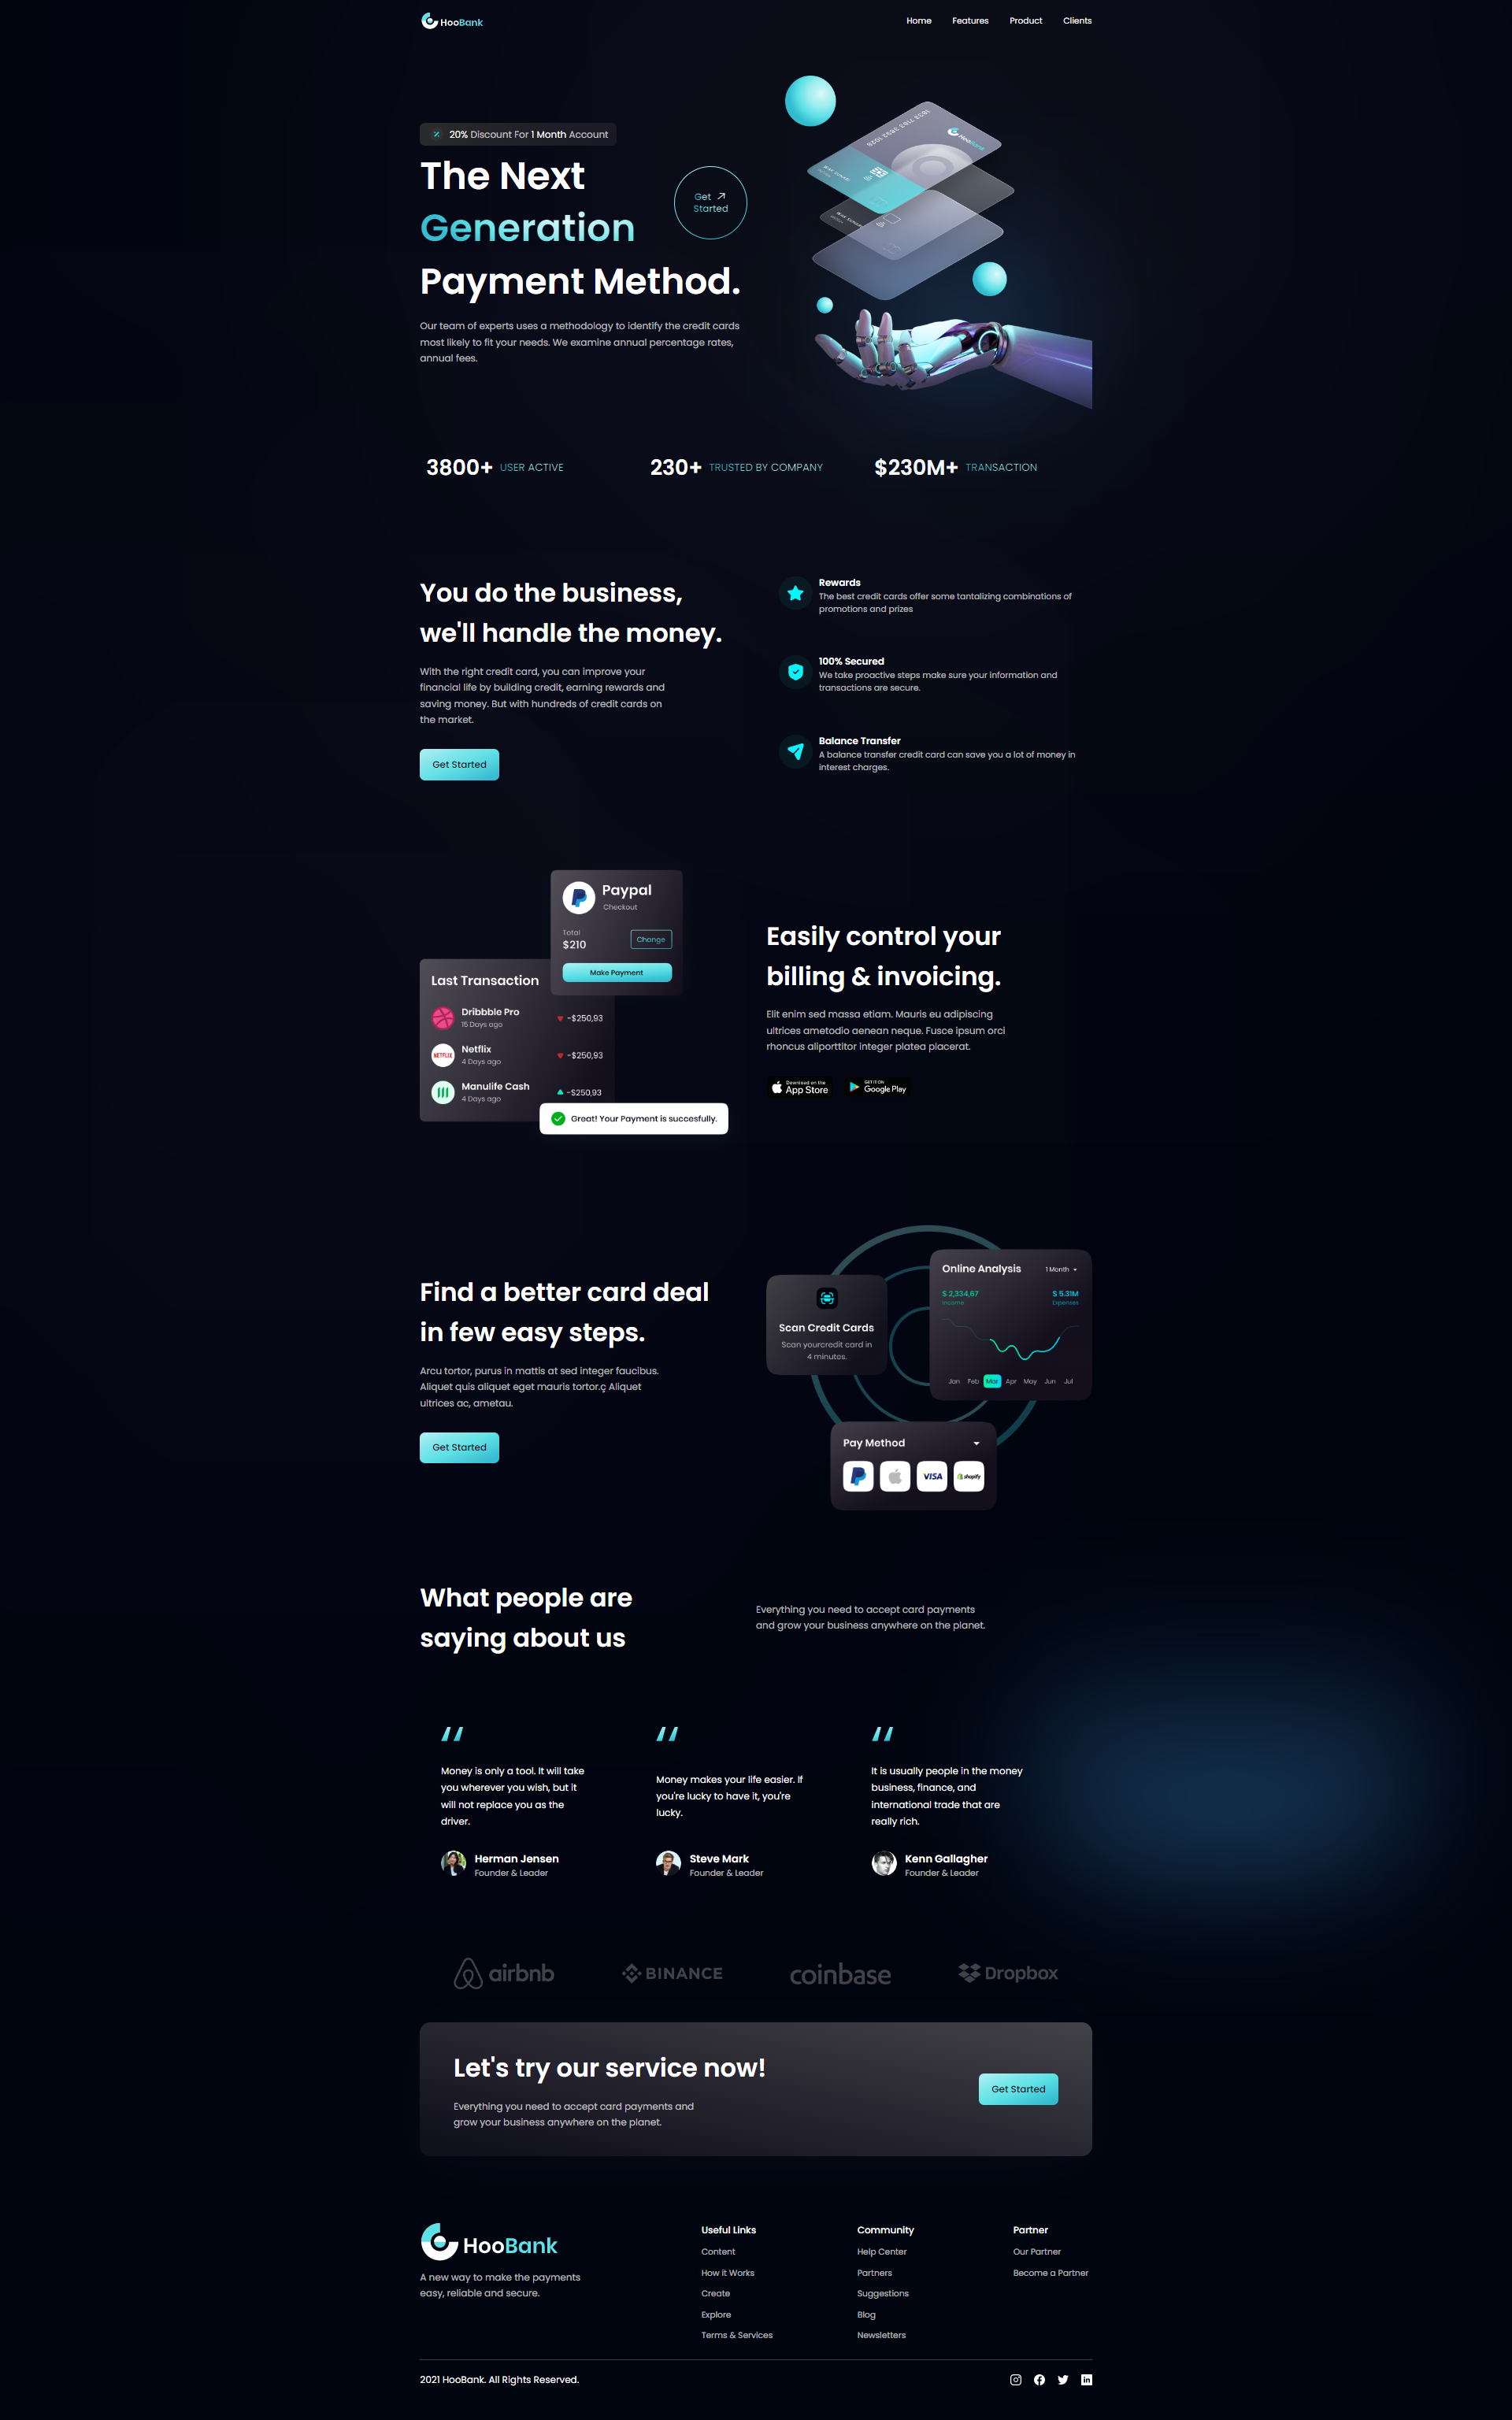 HooBank
Home Features Product Clients
20% Discount For 1 Month Account
The Next
Generation
Payment Method.
Get
Started
Our team of experts uses a methodology to identify the credit cards
most likely to fit your needs. We examine annual percentage rates,
annual fees.
HooBank
3800+ USER ACTIVE
230+ TRUSTED BY COMPANY
$230M+ TRANSACTION
You do the business,
we'll handle the money.
With the right credit card, you can improve your
financial life by building credit, earning rewards and
saving money. But with hundreds of credit cards on
the market.
Get Started
Rewards
The best credit cards offer some tantalizing combinations of
promotions and prizes
100% Secured
We take proactive steps make sure your information and
transactions are secure.
Balance Transfer
A balance transfer credit card can save you a lot of money in
interest charges.
Paypal
Checkout
Total
$210
Change
Make Payment
Last Transaction
Dribbble Pro
15 Days ago
-$250,93
NETFLIX
Netflix
4 Days ago
-$250,93
Manulife Cash
4 Days ago
-$250,93
Great! Your Payment is succesfully.
Easily control your
billing & invoicing.
Elit enim sed massa etiam. Mauris eu adipiscing
ultrices ametodio aenean neque. Fusce ipsum orci
rhoncus aliporttitor integer platea placerat.
Download on the
App Store
GET IT ON
Google Play
Find a better card deal
in few easy steps.
Arcu tortor, purus in mattis at sed integer faucibus.
Aliquet quis aliquet eget mauris tortor.ç Aliquet
ultrices ac, ametau.
Get Started
Scan Credit Cards
Scan yourcredit card in
4 minutes.
Online Analysis
1 Month
$ 2,334,67
Income
$ 5.31M
Expenses
Jan Feb Mar Apr May Jun Jul
Pay Method
VISA
shopify
What people are
saying about us
Everything you need to accept card payments
and grow your business anywhere on the planet.
Money is only a tool. It will take
you wherever you wish, but it
will not replace you as the
driver.
Herman Jensen
Founder & Leader
Money makes your life easier. If
you're lucky to have it, you're
lucky.
Steve Mark
Founder & Leader
It is usually people in the money
business, finance, and
international trade that are
really rich.
Kenn Gallagher
Founder & Leader
airbnb
BINANCE
coinbase
Dropbox
Let's try our service now!
Everything you need to accept card payments and
grow your business anywhere on the planet.
Get Started
HooBank
A new way to make the payments
easy, reliable and secure.
Useful Links
Content
How it Works
Create
Explore
Terms & Services
Community
Help Center
Partners
Suggestions
Blog
Newsletters
Partner
Our Partner
Become a Partner
2021 HooBank. All Rights Reserved.